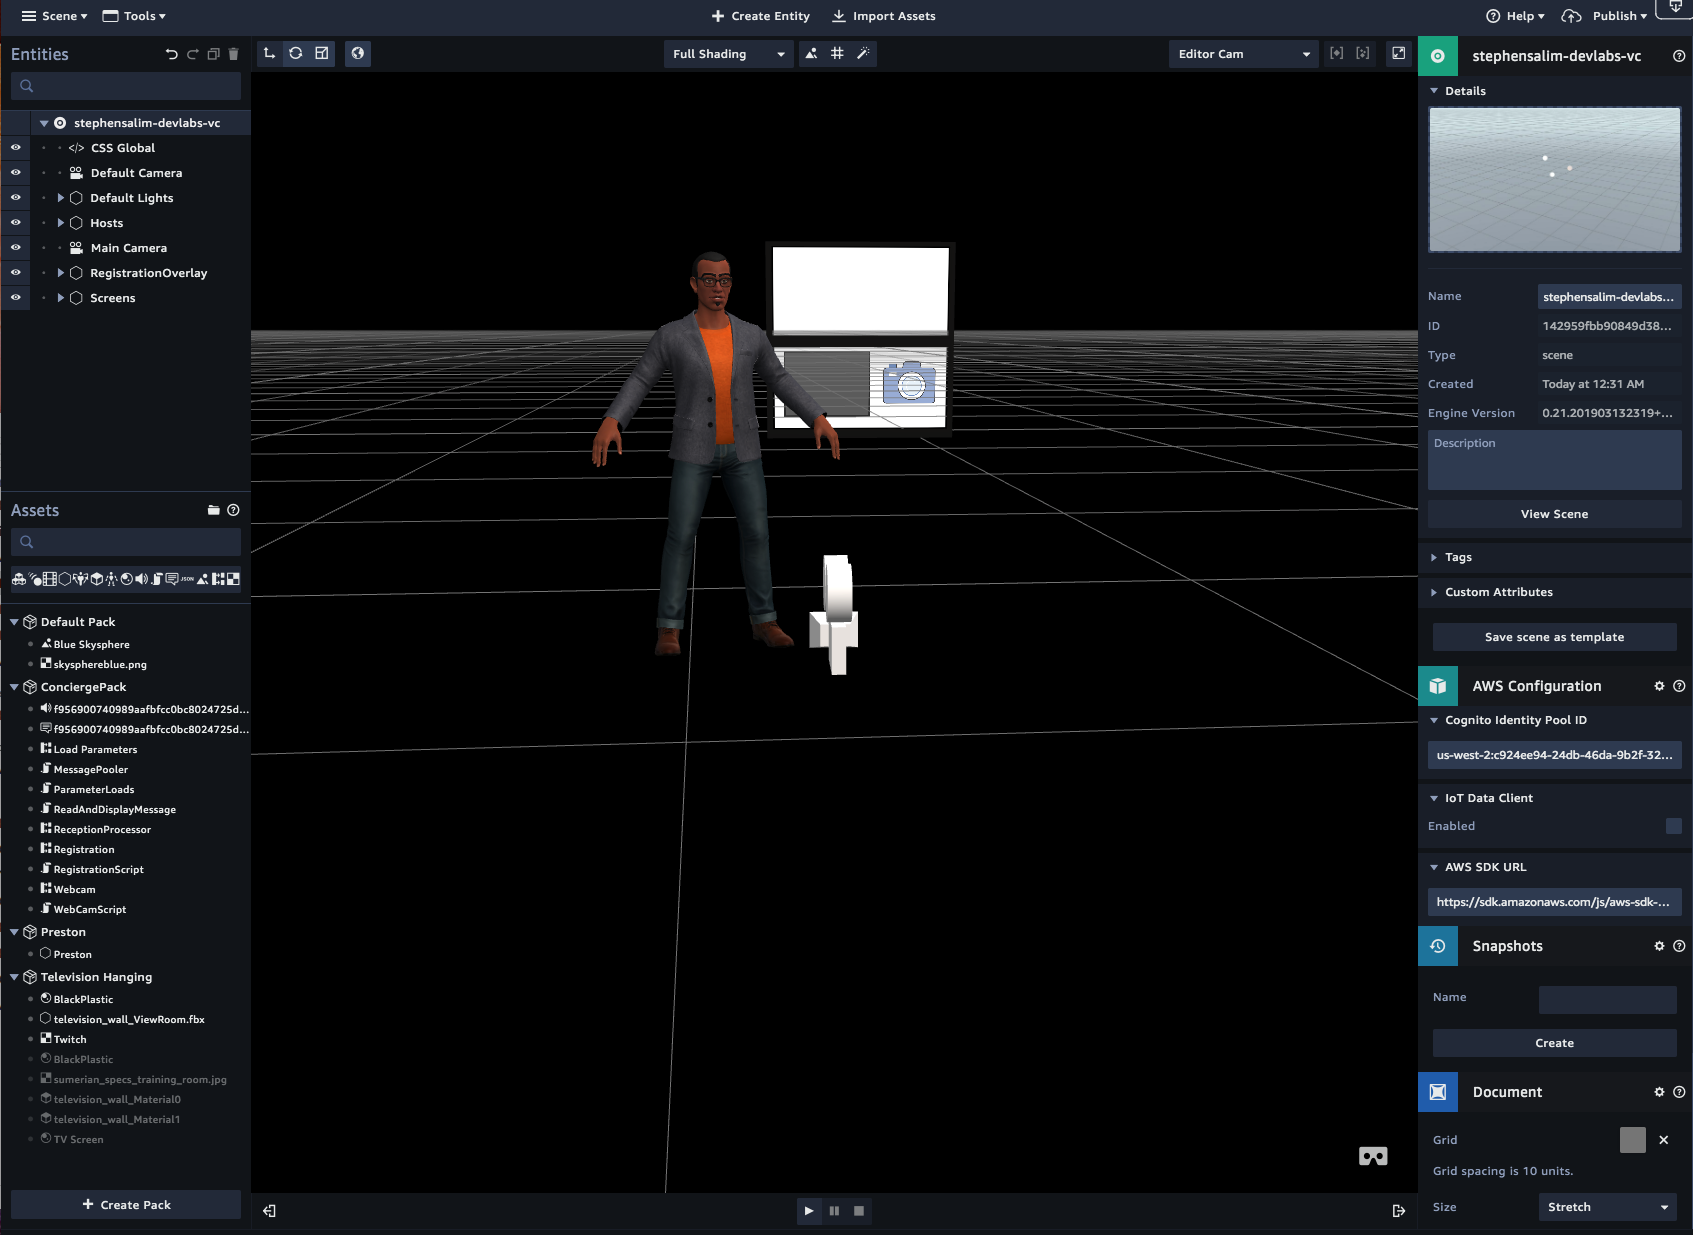 Scene
Tools
Create Entity
Import Assets
Help
Publish
Entities
Full Shading
Editor Cam
stephensalim-devlabs-vc
stephensalim-devlabs-vc
CSS Global
Default Camera
Default Lights
Hosts
Main Camera
RegistrationOverlay
Screens
Assets
JSON
Default Pack
Blue Skysphere
skysphereblue.png
ConciergePack
f956900740989aafbfcc0bc8024725d...
f956900740989aafbfcc0bc8024725d...
Load Parameters
MessagePooler
ParameterLoads
ReadAndDisplayMessage
ReceptionProcessor
Registration
RegistrationScript
Webcam
WebCamScript
Preston
Preston
Television Hanging
BlackPlastic
television_wall_ViewRoom.fbx
Twitch
BlackPlastic
sumerian_specs_training_room.jpg
television_wall_Material0
television_wall_Material1
TV Screen
Create Pack
Details
Name stephensalim-devlabs...
ID 142959fbb90849d38...
Type scene
Created Today at 12:31 AM
Engine Version 0.21.201903132319+...
Description
View Scene
Tags
Custom Attributes
Save scene as template
AWS Configuration
Cognito Identity Pool ID
us-west-2:c924ee94-24db-46da-9b2f-32...
IoT Data Client
Enabled
AWS SDK URL
https://sdk.amazonaws.com/js/aws-sdk-...
Snapshots
Name
Create
Document
Grid
Grid spacing is 10 units.
Size Stretch